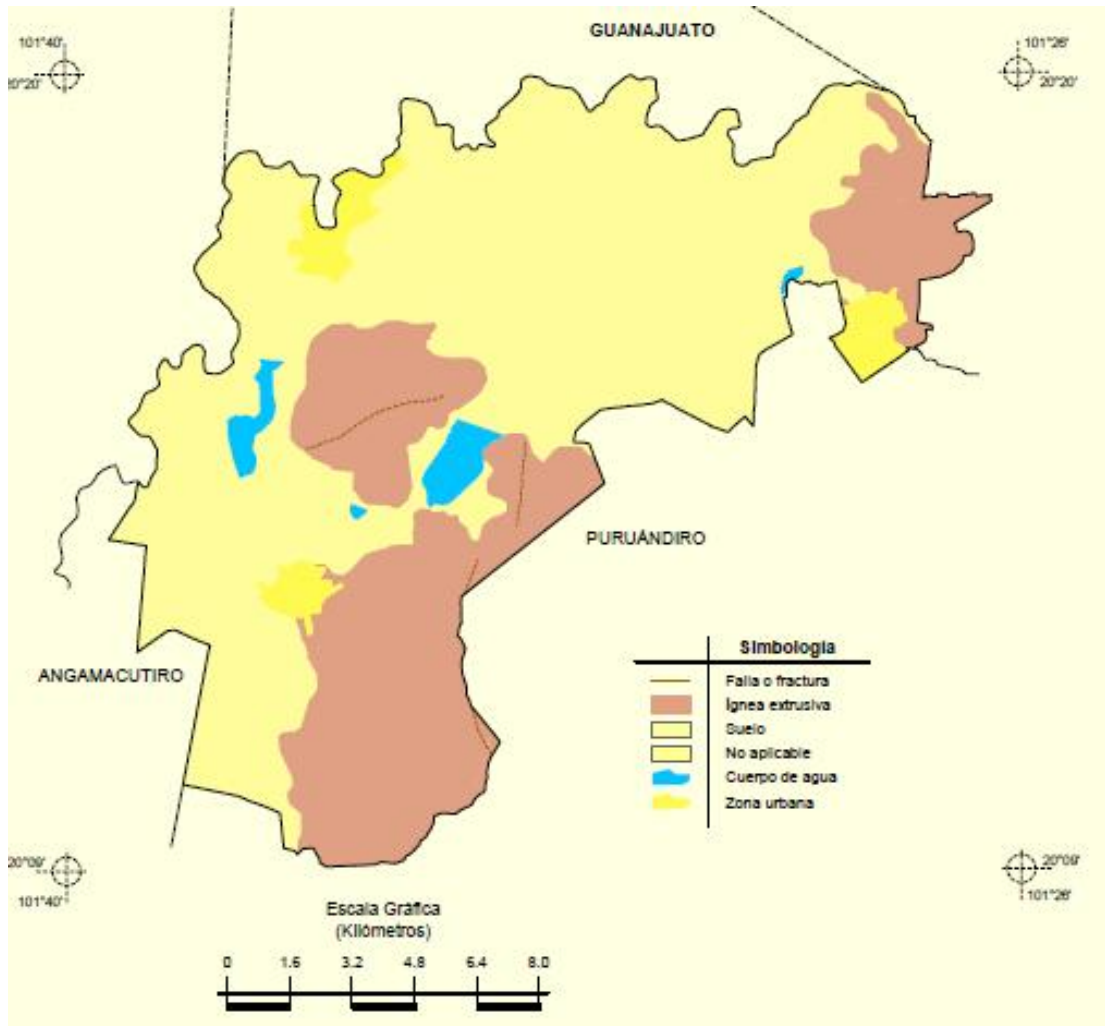 GUANAJUATO
101°40'
20°20'
101°26'
20°20'
PURUÁNDIRO
ANGAMACUTIRO
Simbología
Falla o fractura
Ígnea extrusiva
Suelo
No aplicable
Cuerpo de agua
Zona urbana
20°09'
101°40'
20°09'
101°26'
Escala Gráfica
(Kilómetros)
0 1.6 3.2 4.8 6.4 8.0